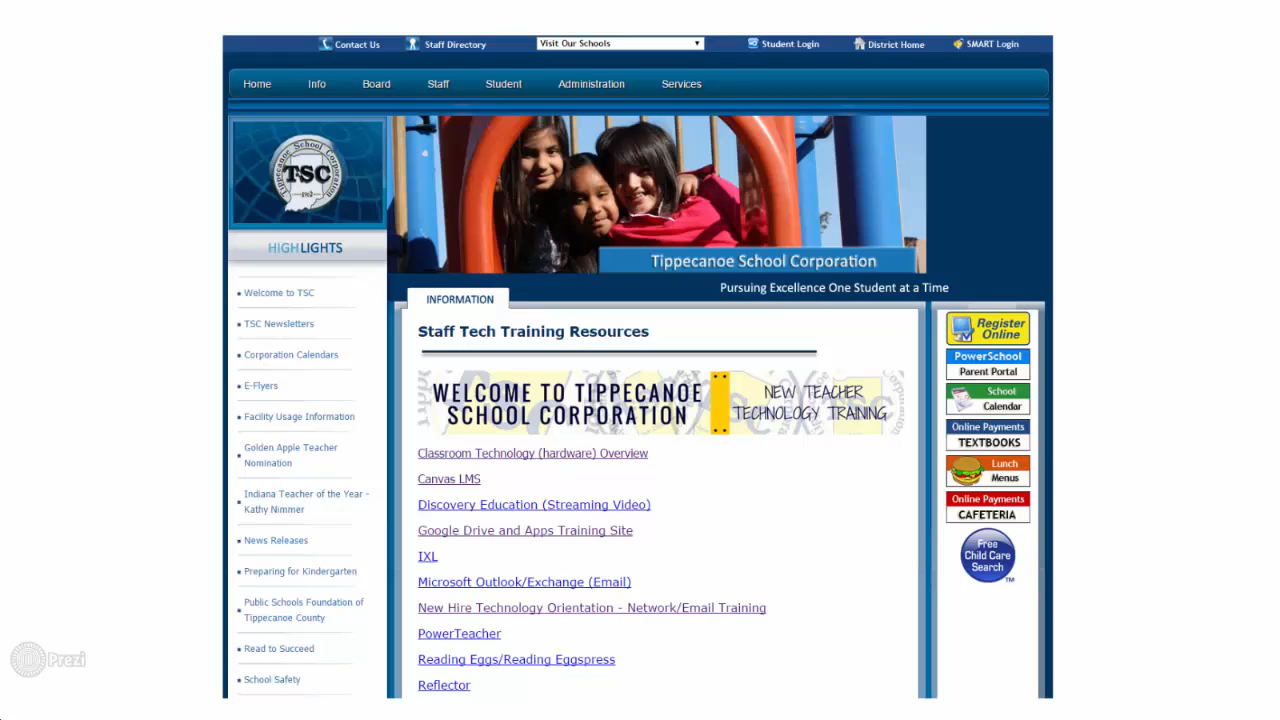 Contact Us
Staff Directory
Visit Our Schools
Student Login
District Home
SMART Login
Home
Info
Board
Staff
Student
Administration
Services
Tippecanoe School Corporation
TSC
HIGHLIGHTS
Tippecanoe School Corporation
Pursuing Excellence One Student at a Time
Welcome to TSC
TSC Newsletters
Corporation Calendars
E-Flyers
Facility Usage Information
Golden Apple Teacher
Nomination
Indiana Teacher of the Year -
Kathy Nimmer
News Releases
Preparing for Kindergarten
Public Schools Foundation of
Tippecanoe County
Read to Succeed
School Safety
INFORMATION
Staff Tech Training Resources
WELCOME TO TIPPECANOE
SCHOOL CORPORATION
NEW TEACHER
TECHNOLOGY TRAINING
Classroom Technology (hardware) Overview
Canvas LMS
Discovery Education (Streaming Video)
Google Drive and Apps Training Site
IXL
Microsoft Outlook/Exchange (Email)
New Hire Technology Orientation - Network/Email Training
PowerTeacher
Reading Eggs/Reading Eggspress
Reflector
Register
Online
PowerSchool
Parent Portal
School
Calendar
Online Payments
TEXTBOOKS
Lunch
Menus
Online Payments
CAFETERIA
Free
Child Care
Search
TM
Prezi